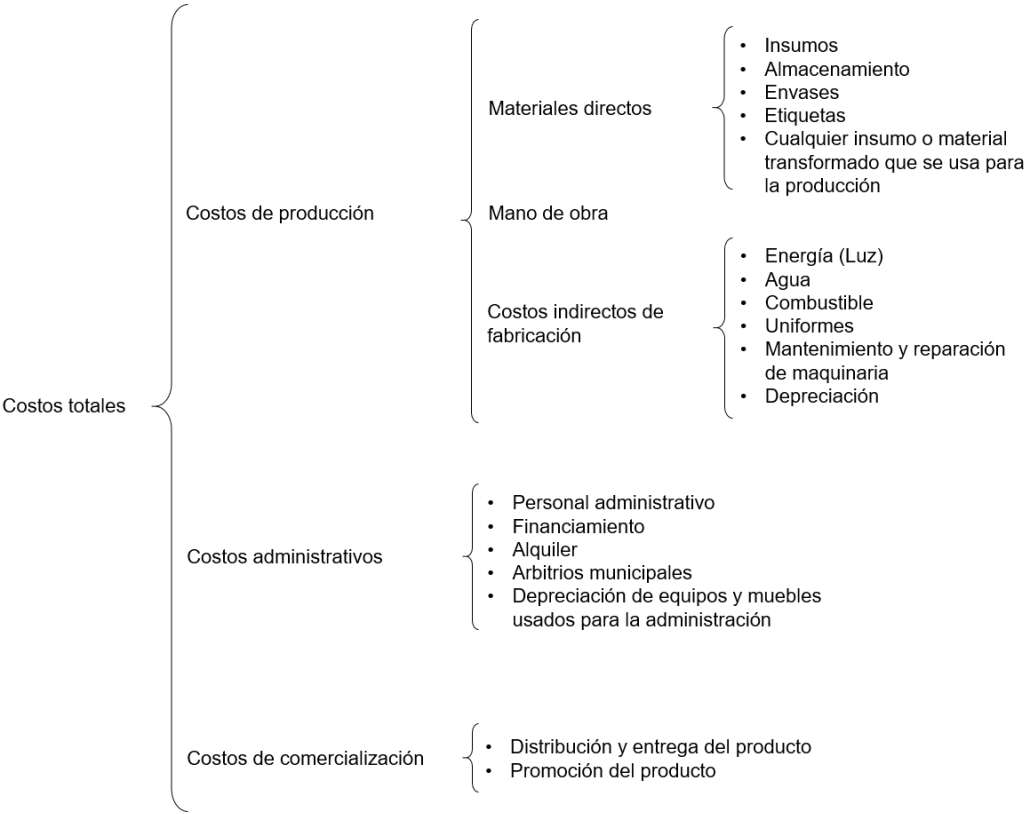 Costos totales
Costos de producción
Materiales directos
• Insumos
• Almacenamiento
• Envases
• Etiquetas
• Cualquier insumo o material
transformado que se usa para
la producción
Mano de obra
Costos indirectos de
fabricación
• Energía (Luz)
• Agua
• Combustible
• Uniformes
• Mantenimiento y reparación
de maquinaria
• Depreciación
Costos administrativos
• Personal administrativo
• Financiamiento
• Alquiler
• Arbitrios municipales
• Depreciación de equipos y muebles
usados para la administración
Costos de comercialización
• Distribución y entrega del producto
• Promoción del producto